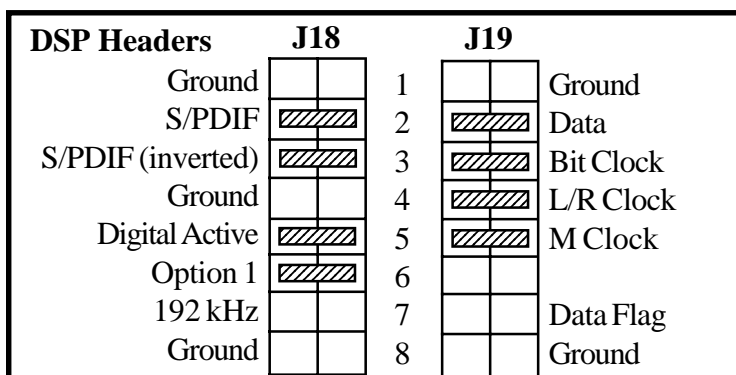 DSP Headers J18 J19
Ground 1 Ground
S/PDIF 2 Data
S/PDIF (inverted) 3 Bit Clock
Ground 4 L/R Clock
Digital Active 5 M Clock
Option 1 6
192 kHz 7 Data Flag
Ground 8 Ground